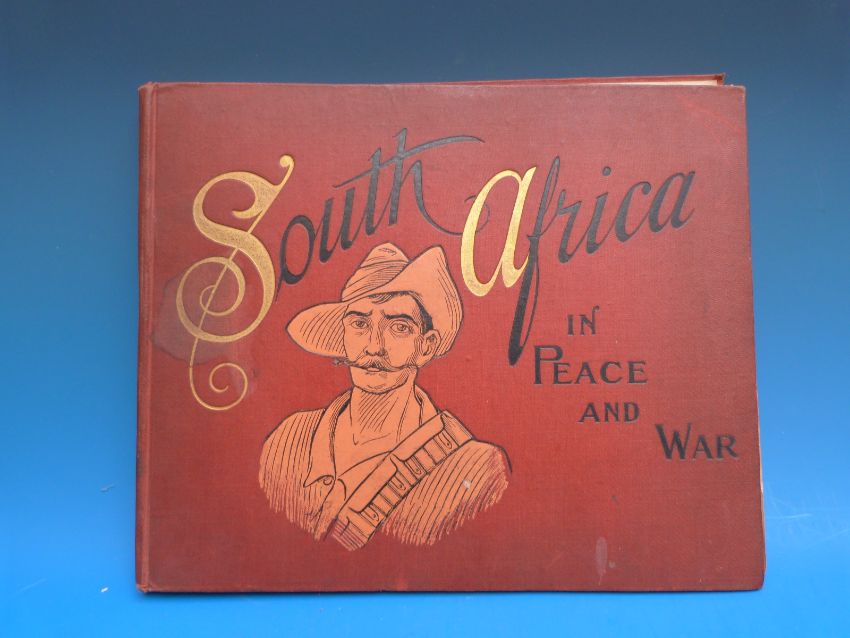 South Africa
IN
PEACE
AND
WAR